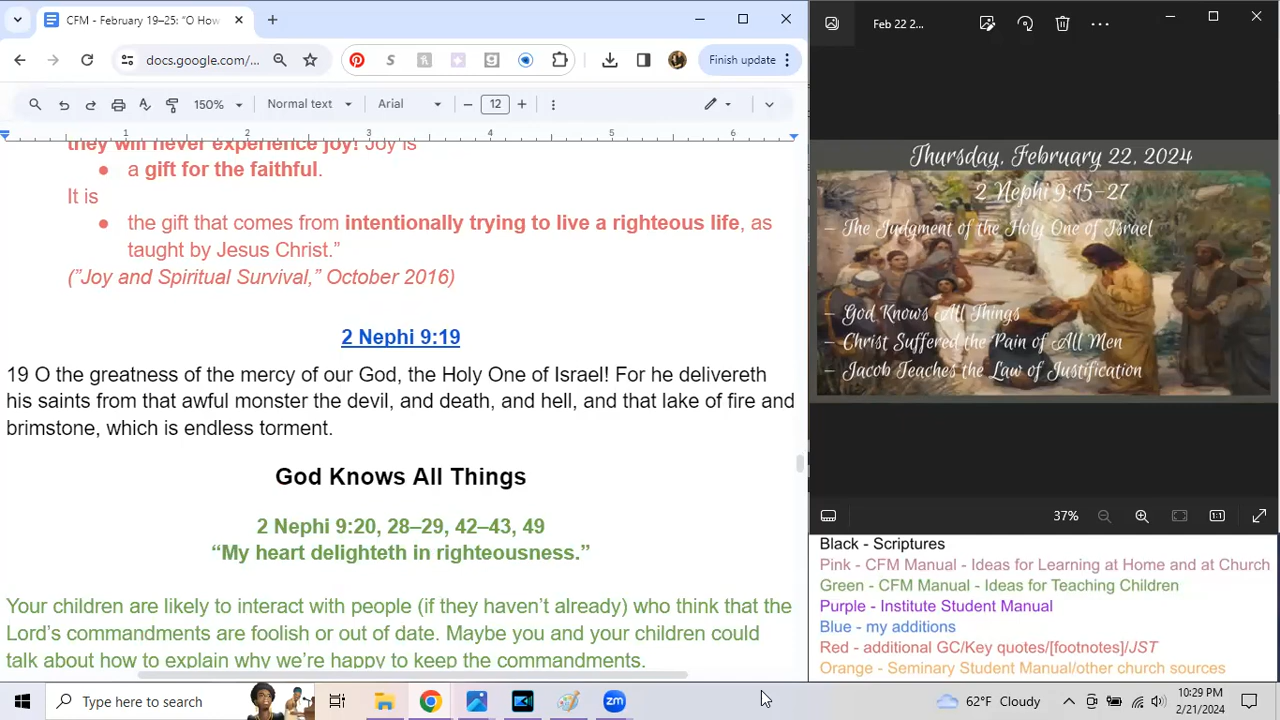 CFM - February 19–25: “O How
docs.google.com/...
Finish update
150%
Normal text
Arial
12
1 2 3 4 5 6
they will never experience joy! Joy is
● a gift for the faithful.
It is
● the gift that comes from intentionally trying to live a righteous life, as
taught by Jesus Christ.”
(”Joy and Spiritual Survival,” October 2016)
2 Nephi 9:19
19 O the greatness of the mercy of our God, the Holy One of Israel! For he delivereth
his saints from that awful monster the devil, and death, and hell, and that lake of fire and
brimstone, which is endless torment.
God Knows All Things
2 Nephi 9:20, 28–29, 42–43, 49
“My heart delighteth in righteousness.”
Your children are likely to interact with people (if they haven’t already) who think that the
Lord’s commandments are foolish or out of date. Maybe you and your children could
talk about how to explain why we’re happy to keep the commandments.
Feb 22 2...
Thursday, February 22, 2024
2 Nephi 9:15-27
- The Judgment of the Holy One of Israel
- God Knows All Things
- Christ Suffered the Pain of All Men
- Jacob Teaches the Law of Justification
37%
1:1
Black - Scriptures
Pink - CFM Manual - Ideas for Learning at Home and at Church
Green - CFM Manual - Ideas for Teaching Children
Purple - Institute Student Manual
Blue - my additions
Red - additional GC/Key quotes/[footnotes]/JST
Orange - Seminary Student Manual/other church sources
Type here to search
zm
62°F Cloudy
10:29 PM
2/21/2024